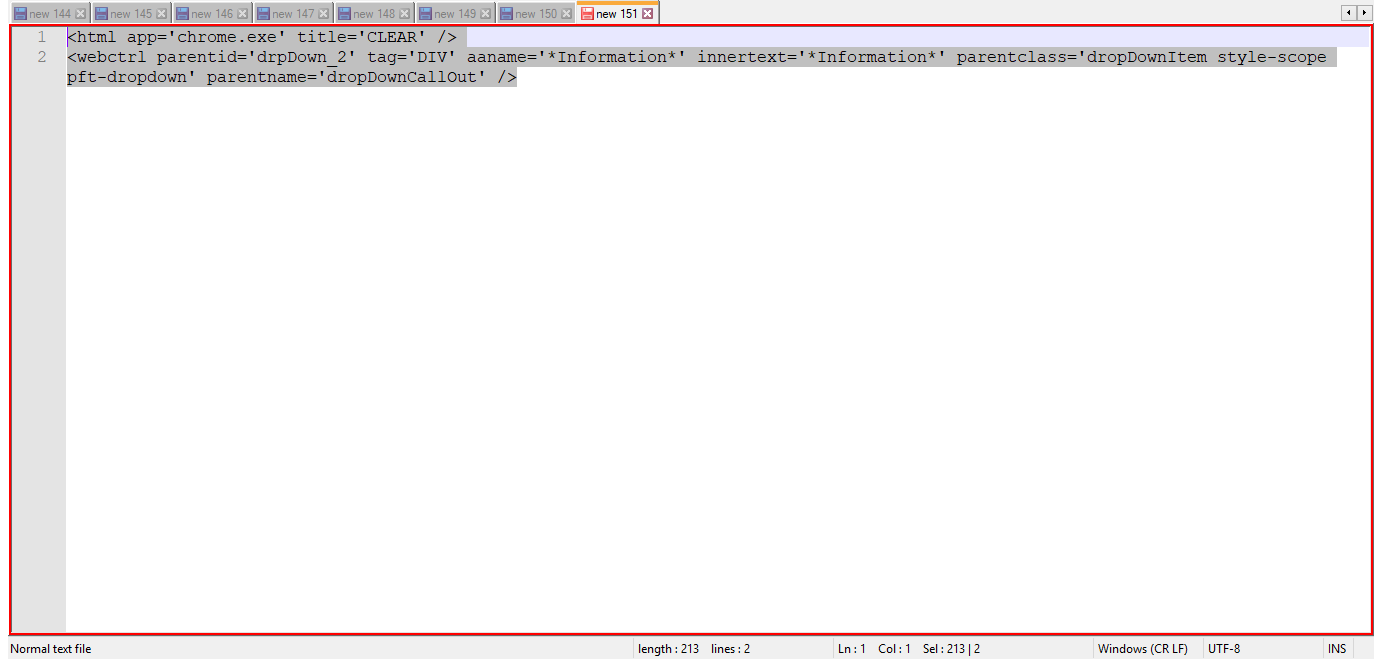 new 144 new 145 new 146 new 147 new 148 new 149 new 150 new 151
1 <html app='chrome.exe' title='CLEAR' />
2 <webctrl parentid='drpDown_2' tag='DIV' aaname='*Information*' innertext='*Information*' parentclass='dropDownItem style-scope
pft-dropdown' parentname='dropDownCallOut' />
Normal text file length : 213 lines : 2 Ln : 1 Col : 1 Sel : 213 | 2 Windows (CR LF) UTF-8 INS